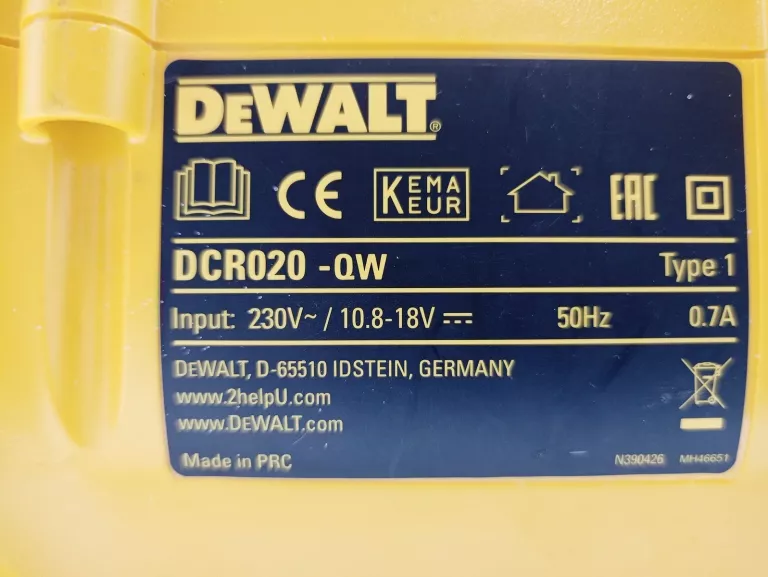 DEWALT®
CE KEMA EUR EAC
DCR020 -QW Type 1
Input: 230V~ / 10.8-18V 50Hz 0.7A
DEWALT, D-65510 IDSTEIN, GERMANY
www.2helpU.com
www.DEWALT.com
Made in PRC N390426 MH46651